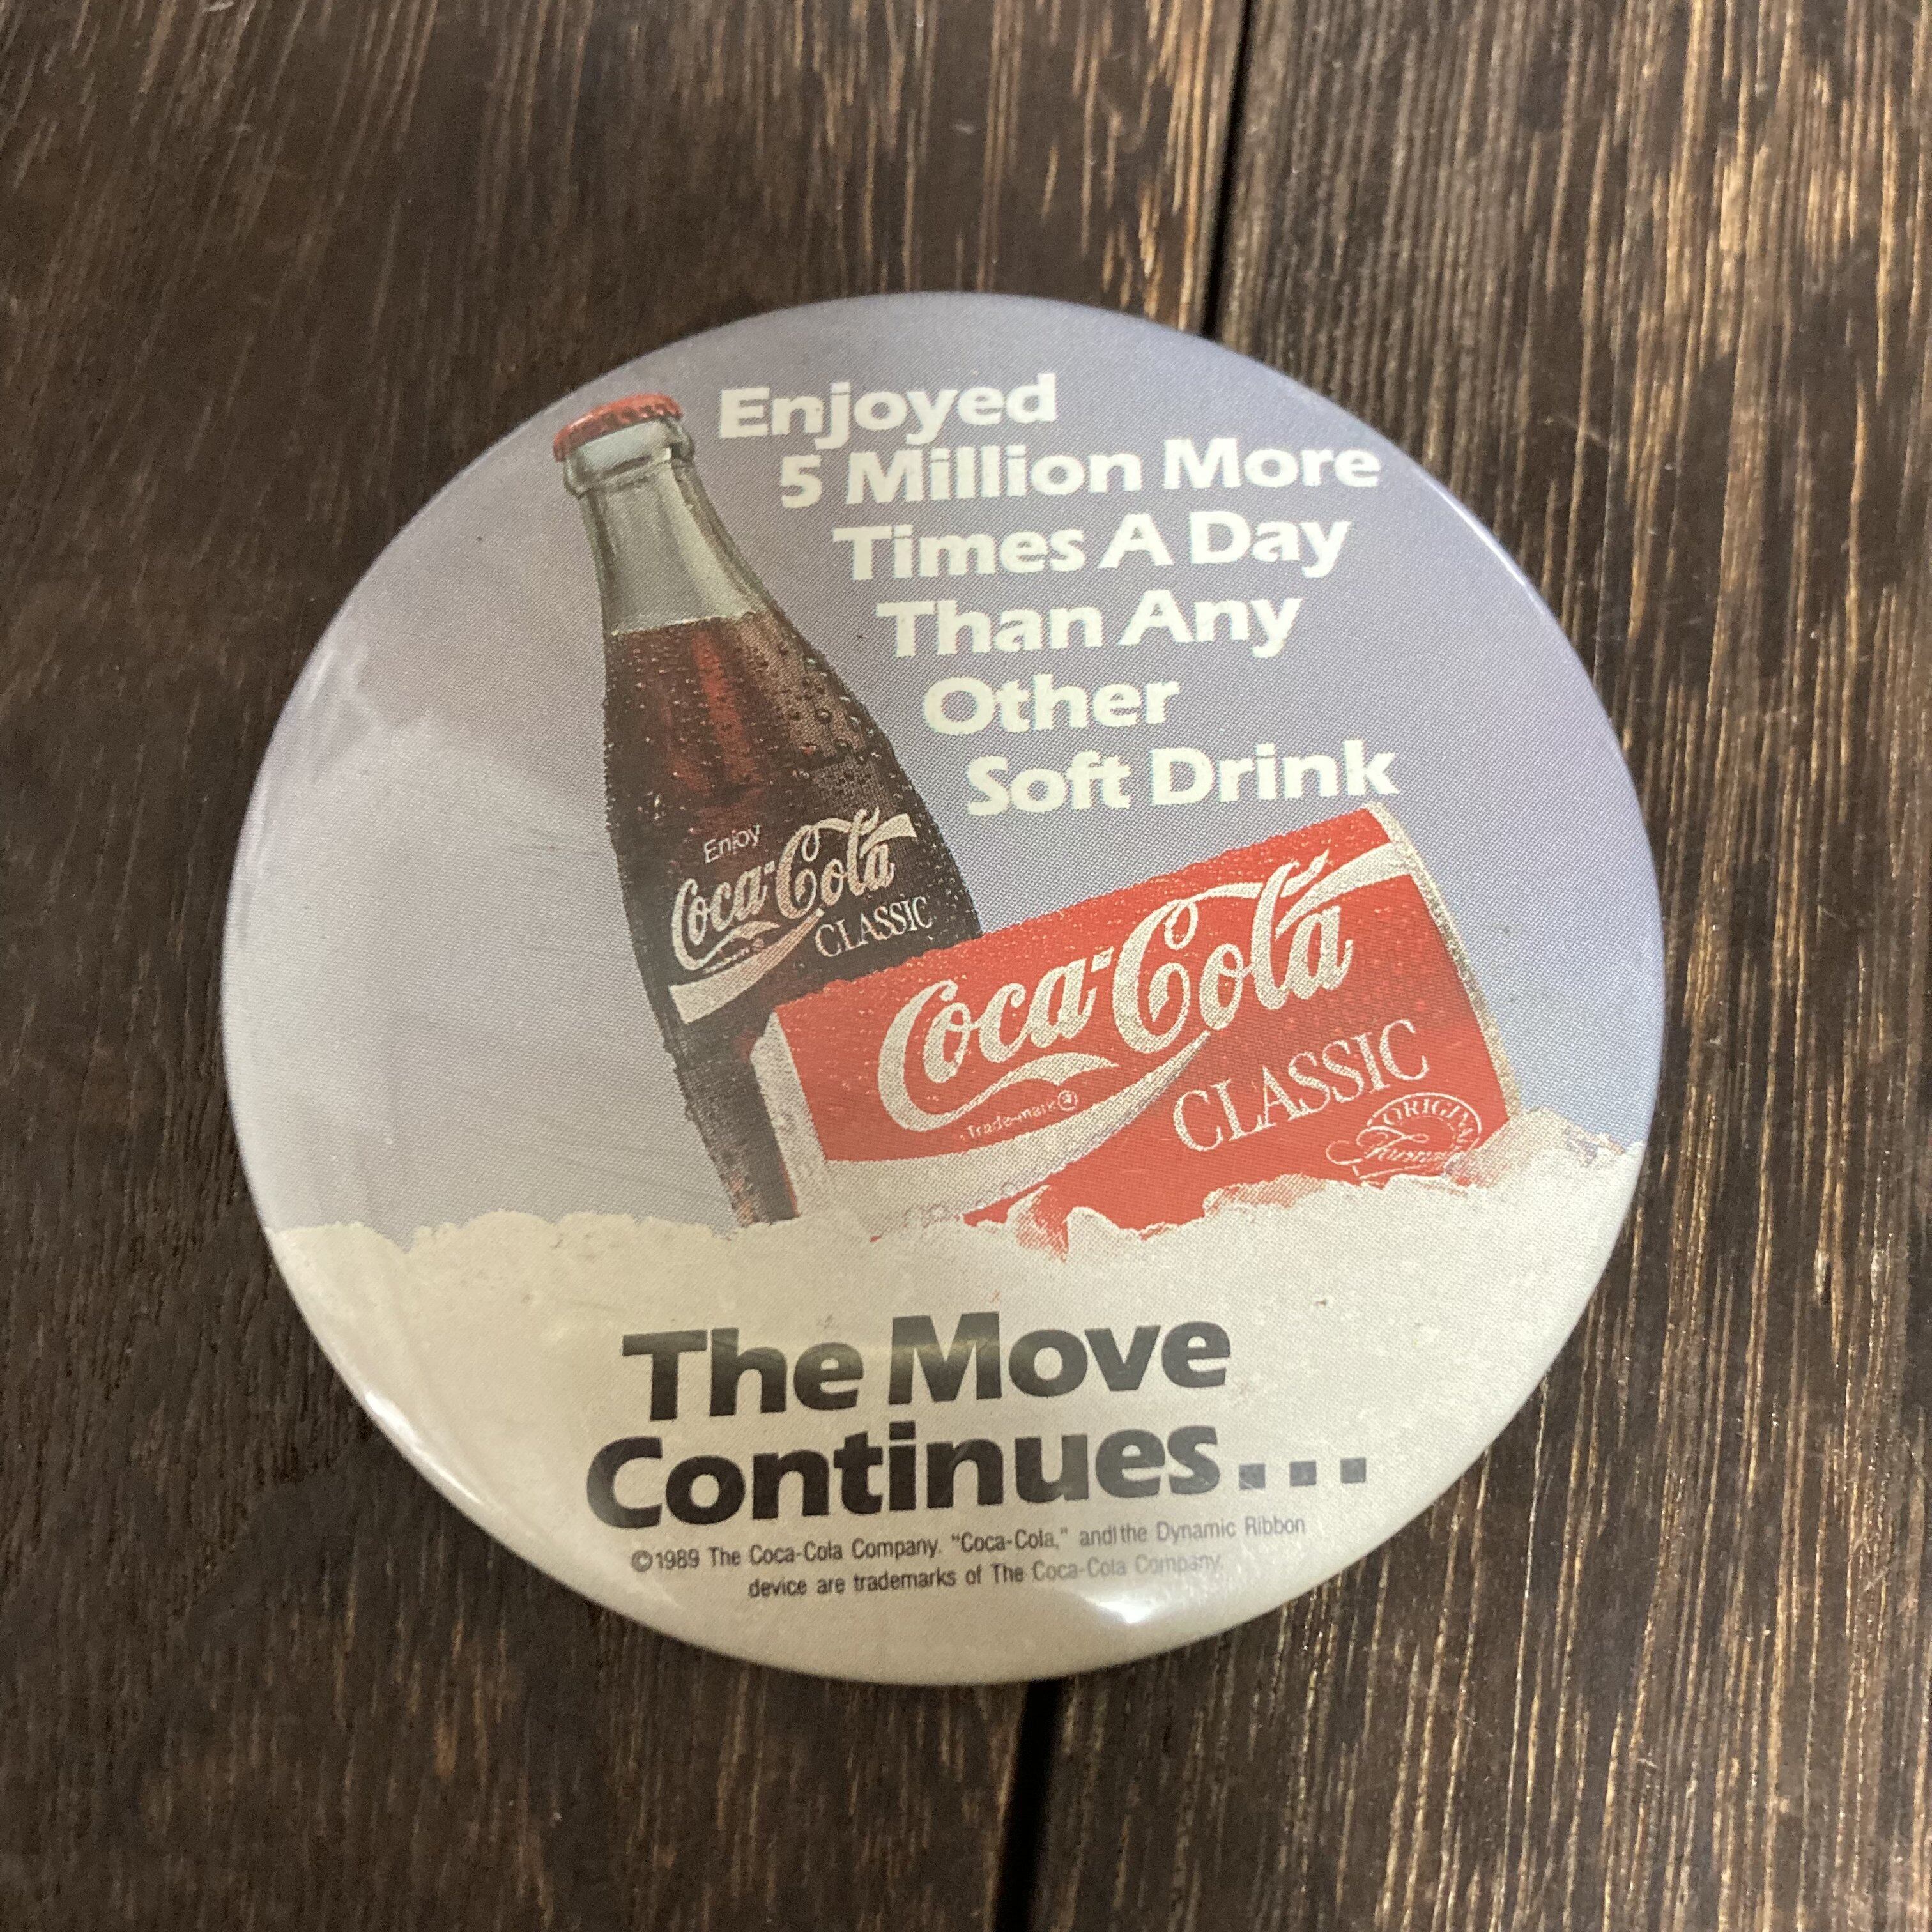 Enjoyed
5 Million More
Times A Day
Than Any
Other
Soft Drink
Enjoy
Coca-Cola
CLASSIC
Coca-Cola
Trade-mark®
CLASSIC
ORIGINAL
Formula
The Move
Continues...
©1989 The Coca-Cola Company. "Coca-Cola," and the Dynamic Ribbon
device are trademarks of The Coca-Cola Company.